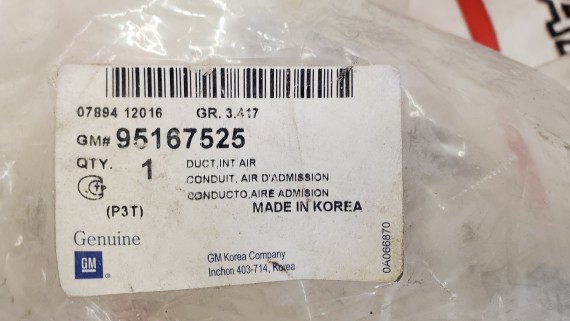 07894 12016 GR. 3.417
GM# 95167525
QTY. 1 DUCT,INT AIR
CONDUIT, AIR D'ADMISSION
CONDUCTO,AIRE ADMISION
(P3T) MADE IN KOREA
Genuine
GM
GM Korea Company
Inchon 403-714, Korea
0A066870